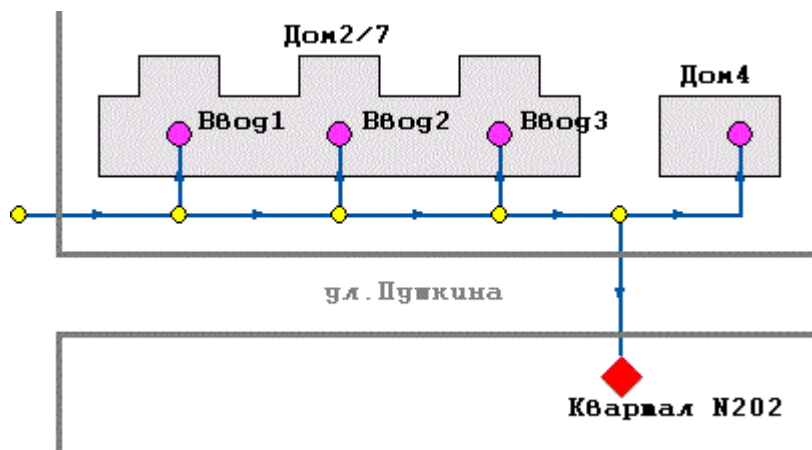 Дом2/7
Дом4
Ввод1
Ввод2
Ввод3
ул.Пушкина
Квартал N202